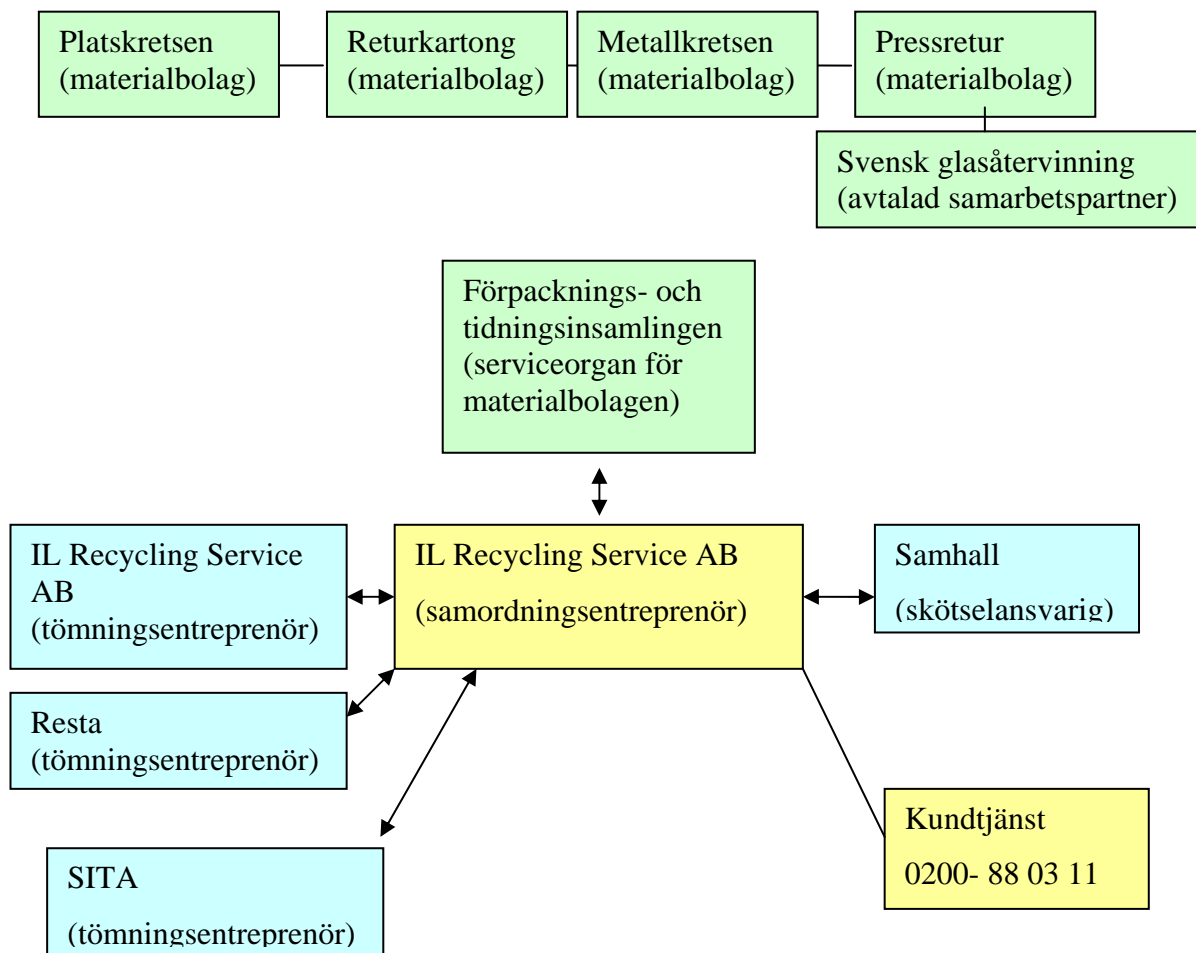 Platskretsen
(materialbolag)
Returkartong
(materialbolag)
Metallkretsen
(materialbolag)
Pressretur
(materialbolag)
Svensk glasåtervinning
(avtalad samarbetspartner)
Förpacknings- och
tidningsinsamlingen
(serviceorgan för
materialbolagen)
IL Recycling Service
AB
(tömningsentreprenör)
IL Recycling Service AB
(samordningsentreprenör)
Samhall
(skötselansvarig)
Resta
(tömningsentreprenör)
Kundtjänst
0200- 88 03 11
SITA
(tömningsentreprenör)